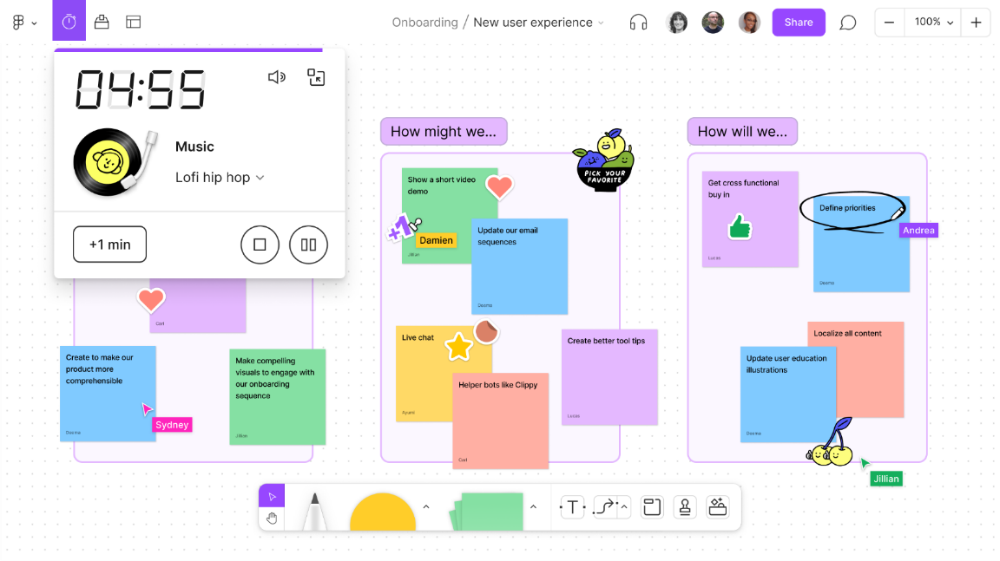 Onboarding / New user experience
Share
100%
04:55
Music
Lofi hip hop
+1 min
How might we...
How will we...
PICK YOUR
FAVORITE
Show a short video
demo
+1
Damien
Jillian
Update our email
sequences
Deema
Get cross functional
buy in
Lucas
Define priorities
Andrea
Deema
Carl
Create to make our
product more
comprehensible
Deema
Sydney
Make compelling
visuals to engage with
our onboarding
sequence
Jillian
Live chat
Ayumi
Helper bots like Clippy
Carl
Create better tool tips
Lucas
Localize all content
Update user education
illustrations
Deema
Jillian
T